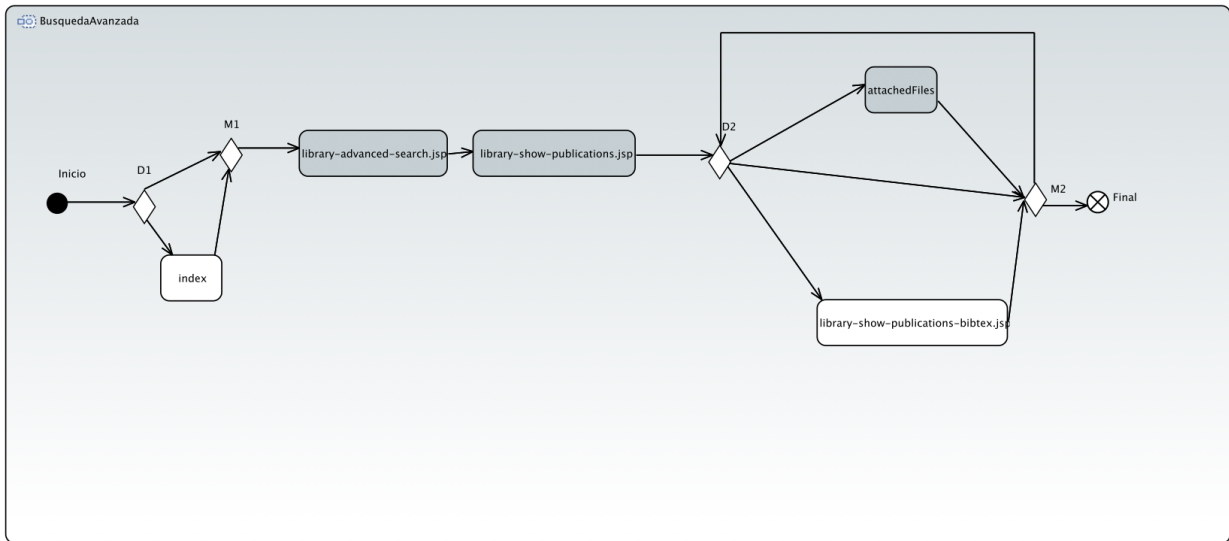 BusquedaAvanzada
Inicio
D1
M1
index
library-advanced-search.jsp
library-show-publications.jsp
D2
attachedFiles
library-show-publications-bibtex.jsp
M2
Final